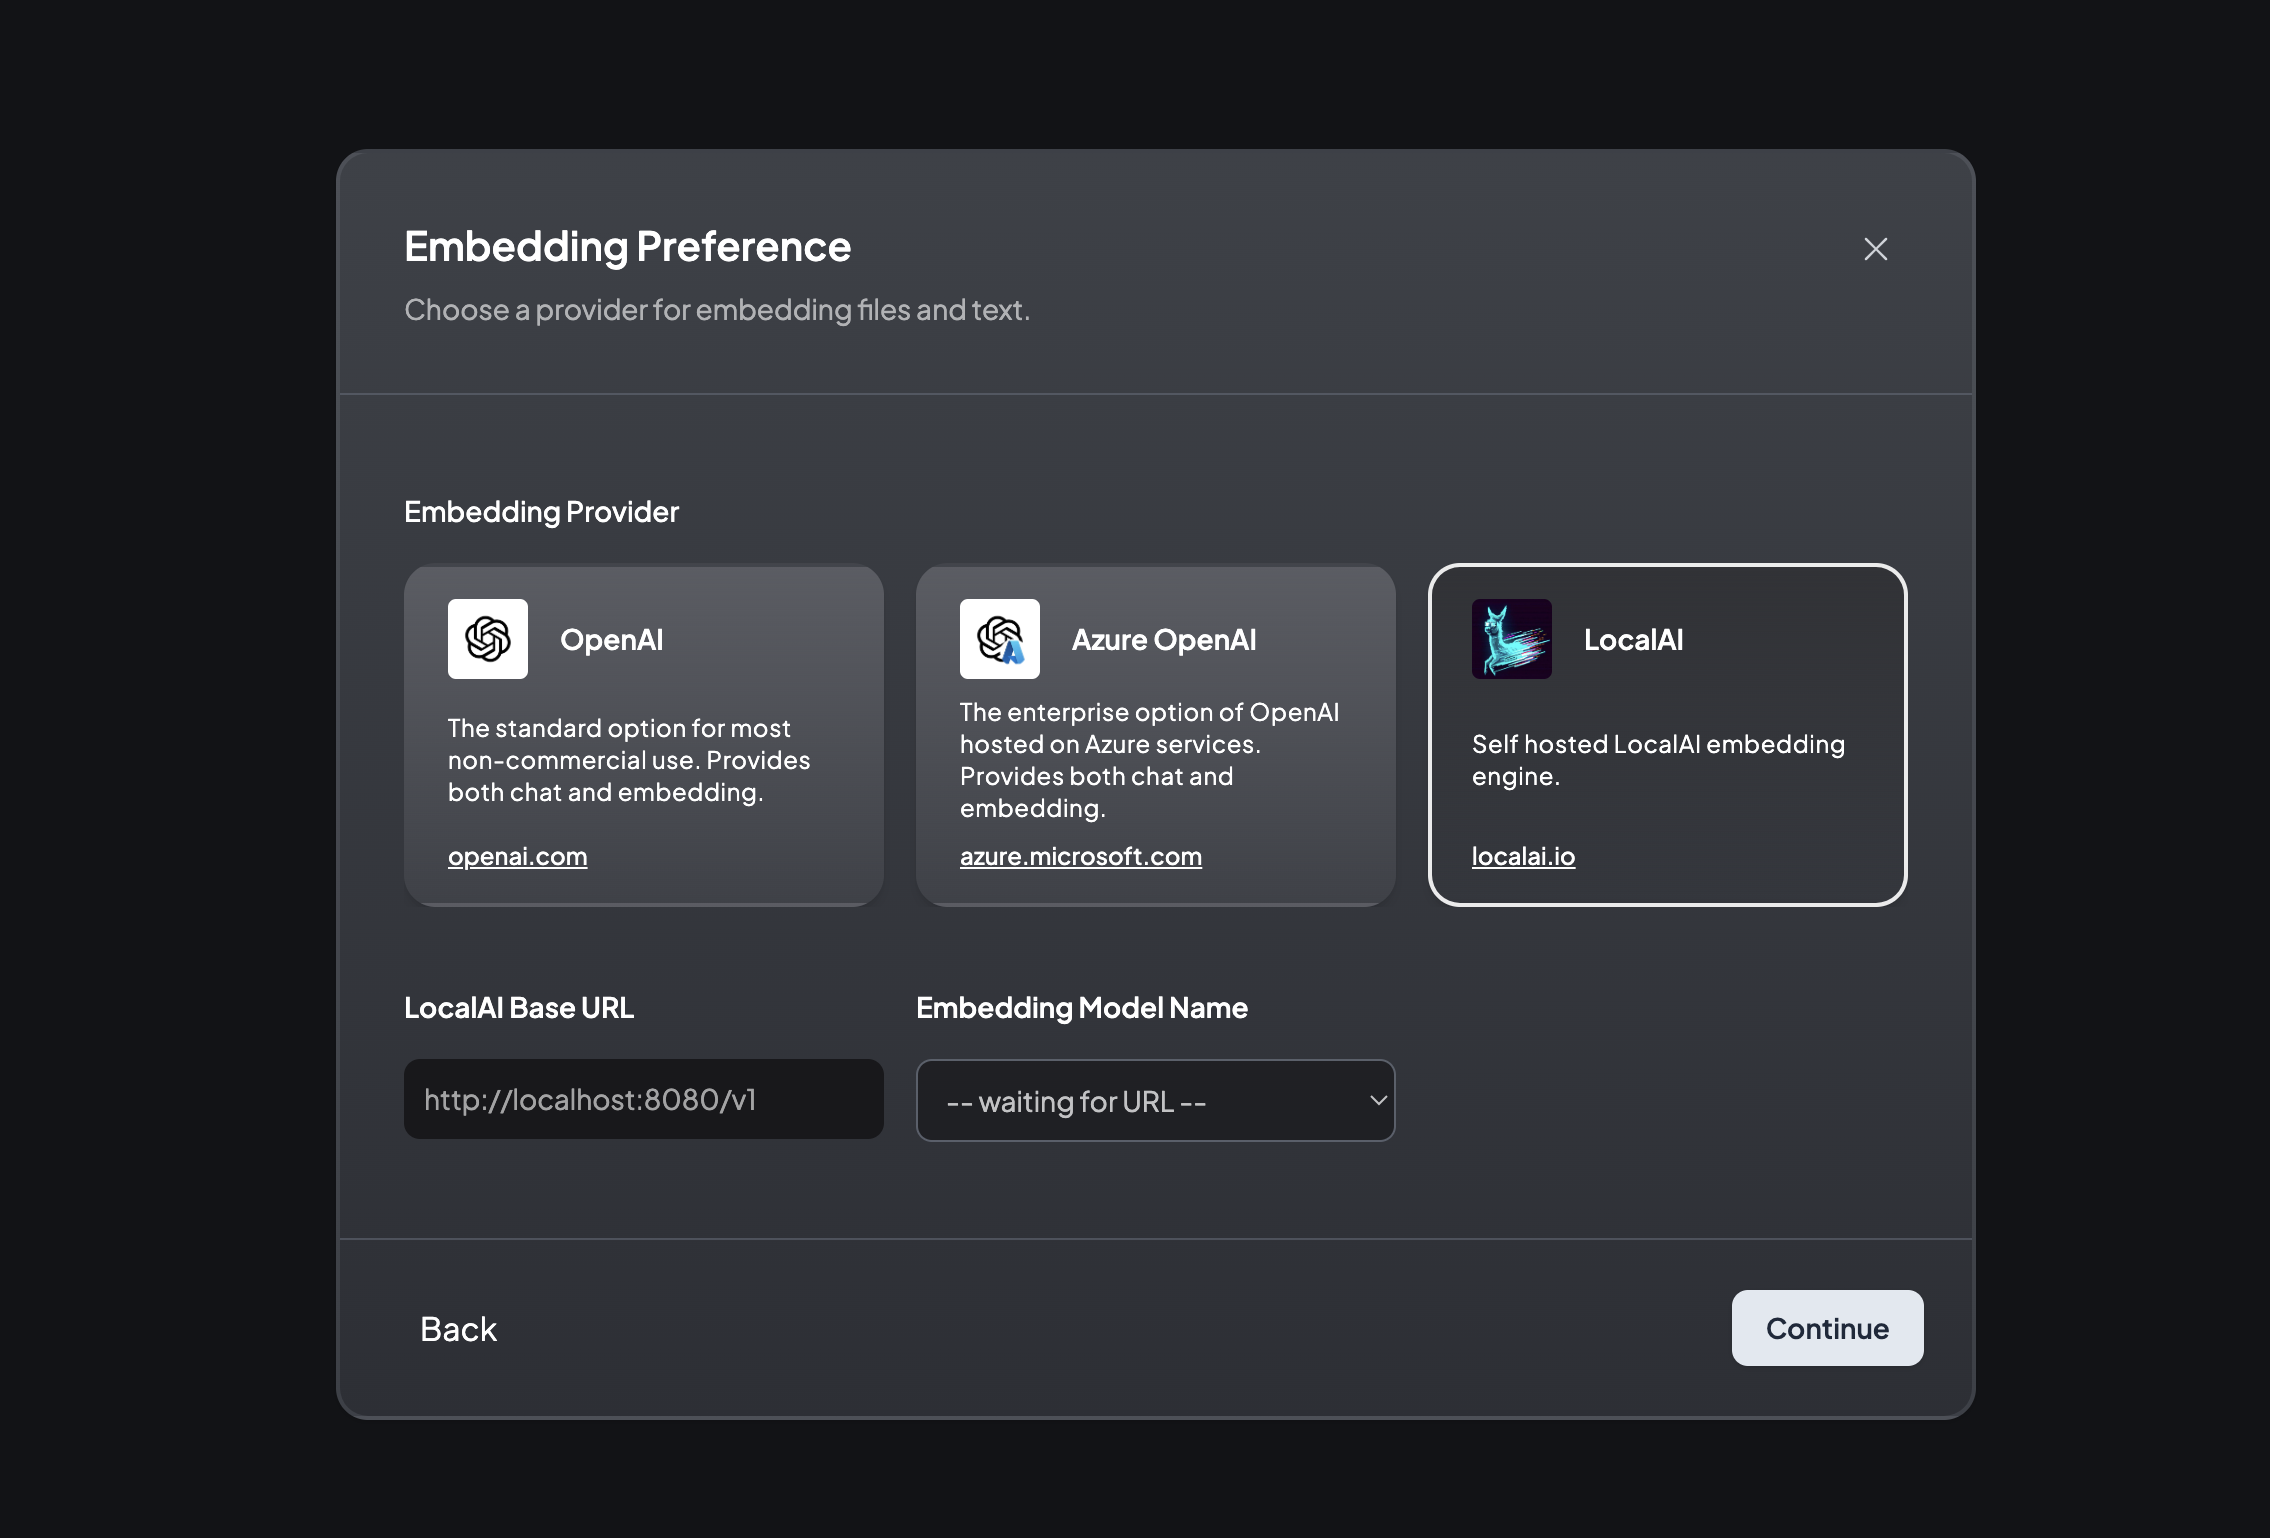 Embedding Preference
Choose a provider for embedding files and text.
Embedding Provider
OpenAI
The standard option for most
non-commercial use. Provides
both chat and embedding.
openai.com
Azure OpenAI
The enterprise option of OpenAI
hosted on Azure services.
Provides both chat and
embedding.
azure.microsoft.com
LocalAI
Self hosted LocalAI embedding
engine.
localai.io
LocalAI Base URL
http://localhost:8080/v1
Embedding Model Name
-- waiting for URL --
Back
Continue